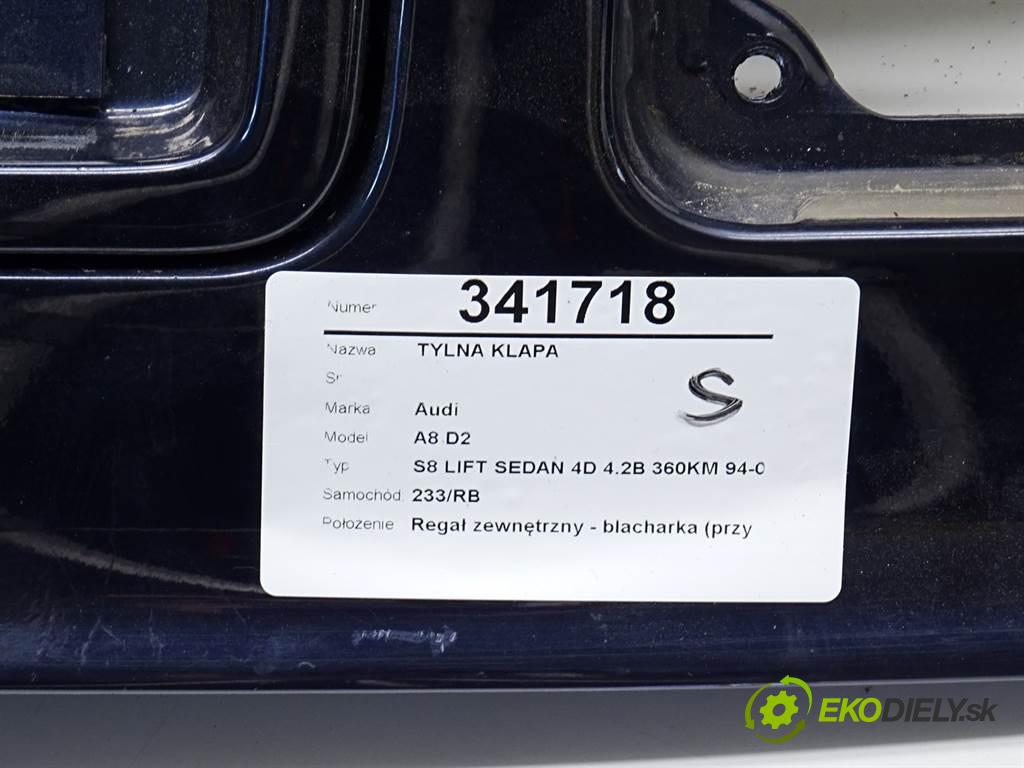 Numer 341718
Nazwa TYLNA KLAPA
S
Marka Audi
Model A8 D2
Typ S8 LIFT SEDAN 4D 4.2B 360KM 94-0
Samochód 233/RB
Położenie Regał zewnętrzny - blacharka (przy
EKODIELY.sk